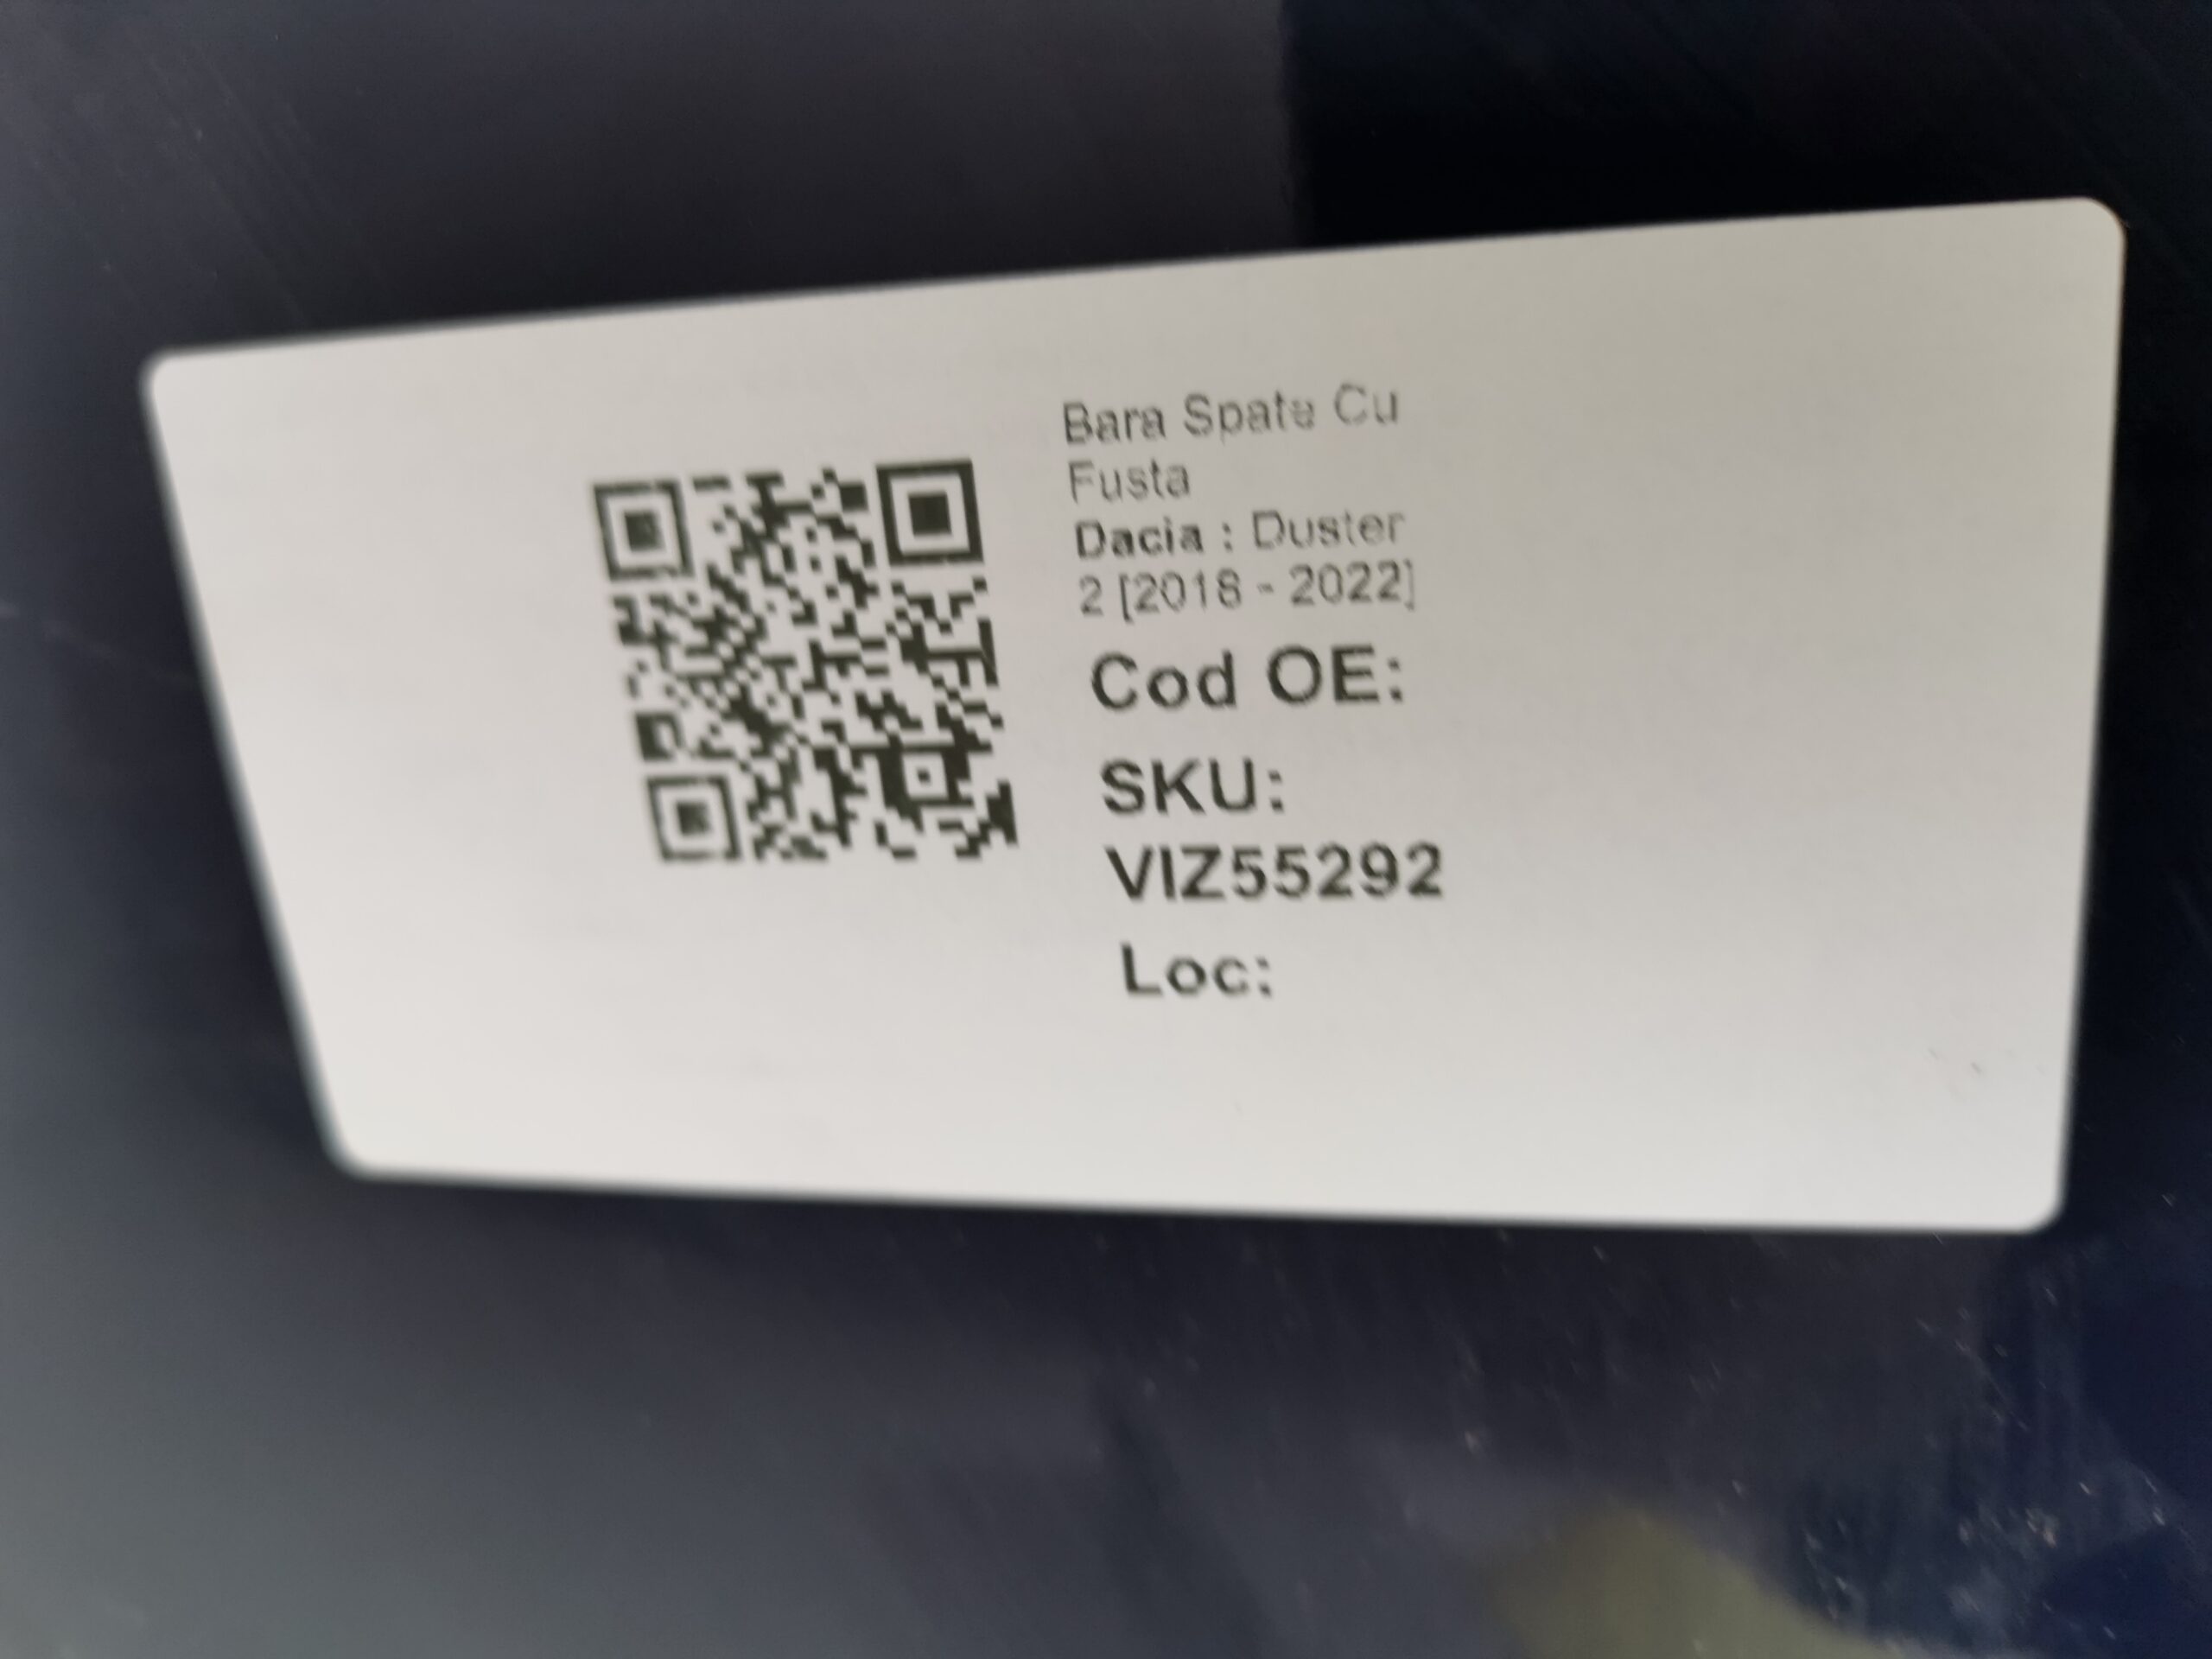 Bara Spate Cu
Fusta
Dacia : Duster
2 [2018 - 2022]
Cod OE:
SKU:
VIZ55292
Loc: